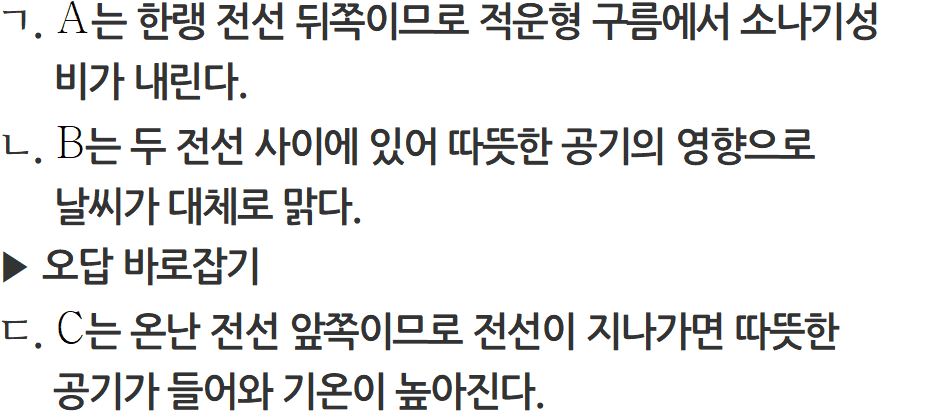 ㄱ. A는 한랭 전선 뒤쪽이므로 적운형 구름에서 소나기성
비가 내린다.
ㄴ. B는 두 전선 사이에 있어 따뜻한 공기의 영향으로
날씨가 대체로 맑다.
▶ 오답 바로잡기
ㄷ. C는 온난 전선 앞쪽이므로 전선이 지나가면 따뜻한
공기가 들어와 기온이 높아진다.